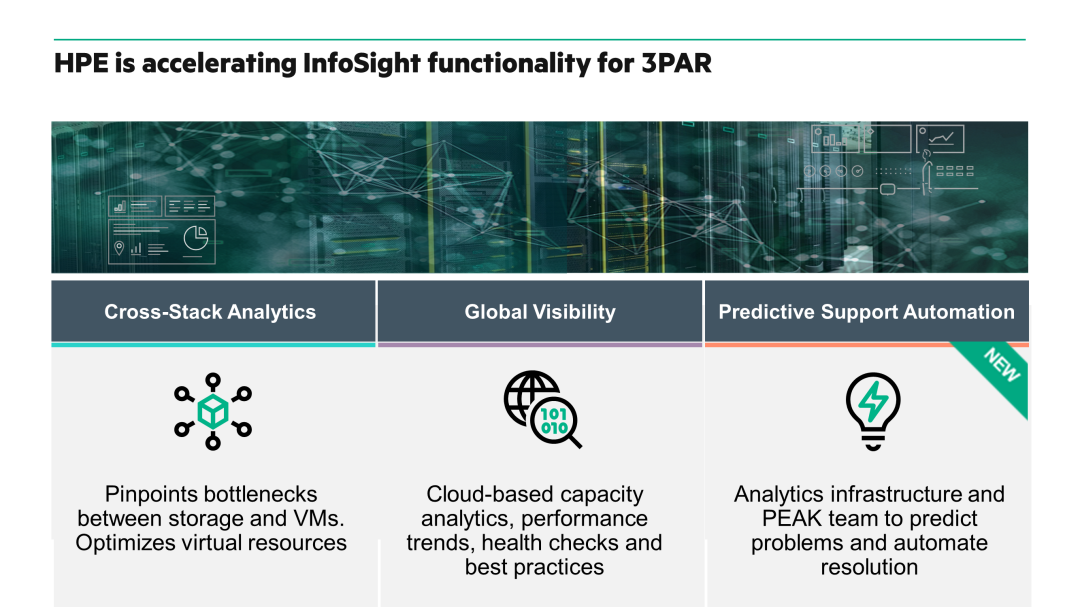 HPE is accelerating InfoSight functionality for 3PAR
Cross-Stack Analytics
Global Visibility
Predictive Support Automation
NEW
101
010
Pinpoints bottlenecks
between storage and VMs.
Optimizes virtual resources
Cloud-based capacity
analytics, performance
trends, health checks and
best practices
Analytics infrastructure and
PEAK team to predict
problems and automate
resolution